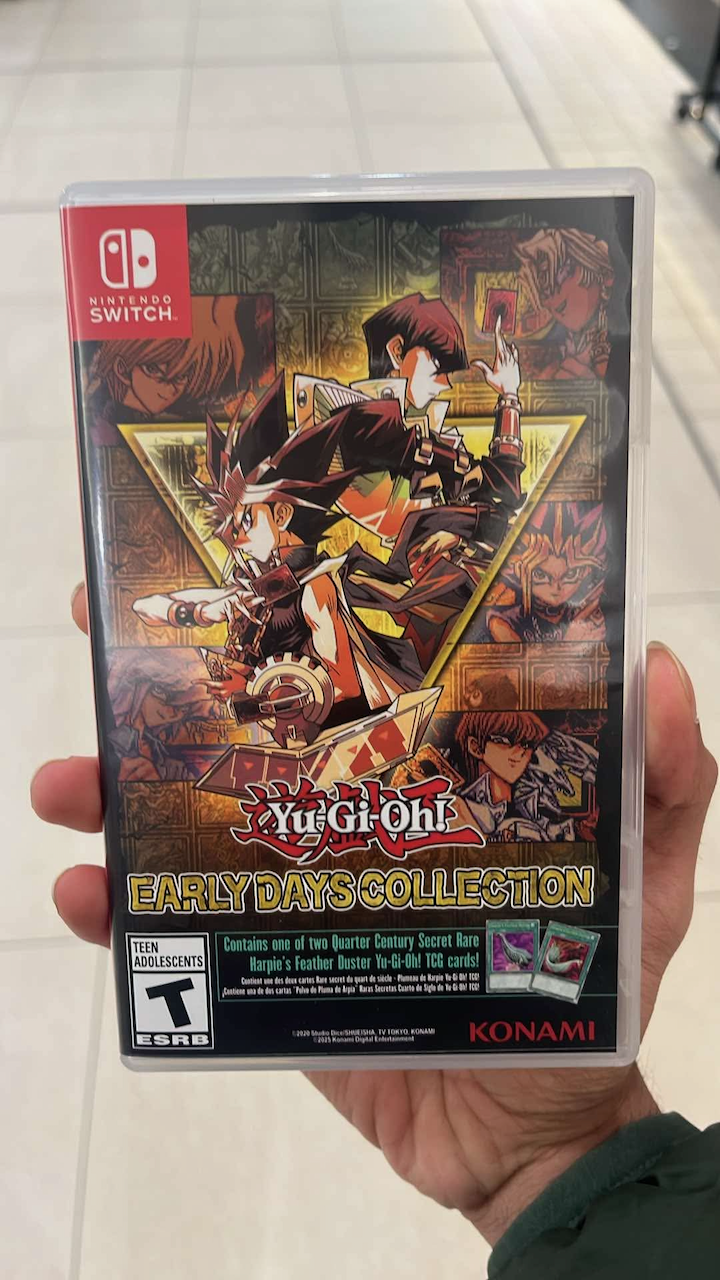 NINTENDO
SWITCH™
遊戯王
Yu-Gi-Oh!
EARLY DAYS COLLECTION
TEEN
ADOLESCENTS
T
ESRB
Contains one of two Quarter Century Secret Rare
Harpie's Feather Duster Yu-Gi-Oh! TCG cards!
Contient une des deux cartes Rare secret du quart de siècle - Plumeau de Harpie Yu-Gi-Oh! TCG!
¡Contiene una de dos cartas "Polvo de Pluma de Arpía" Raras Secretas Cuarto de Siglo de Yu-Gi-Oh! TCG!
©2020 Studio Dice/SHUEISHA, TV TOKYO, KONAMI
©2025 Konami Digital Entertainment
KONAMI